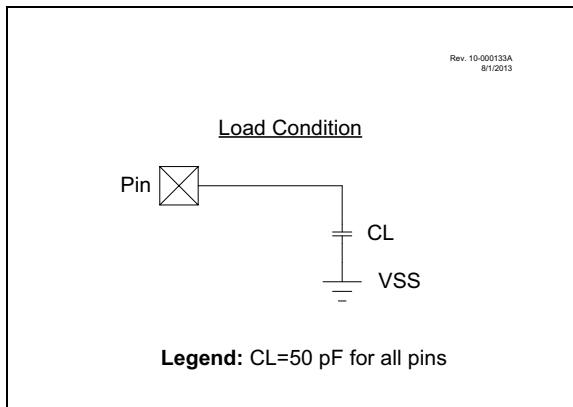 Rev. 10-000133A
8/1/2013
Load Condition
Pin
CL
VSS
Legend: CL=50 pF for all pins